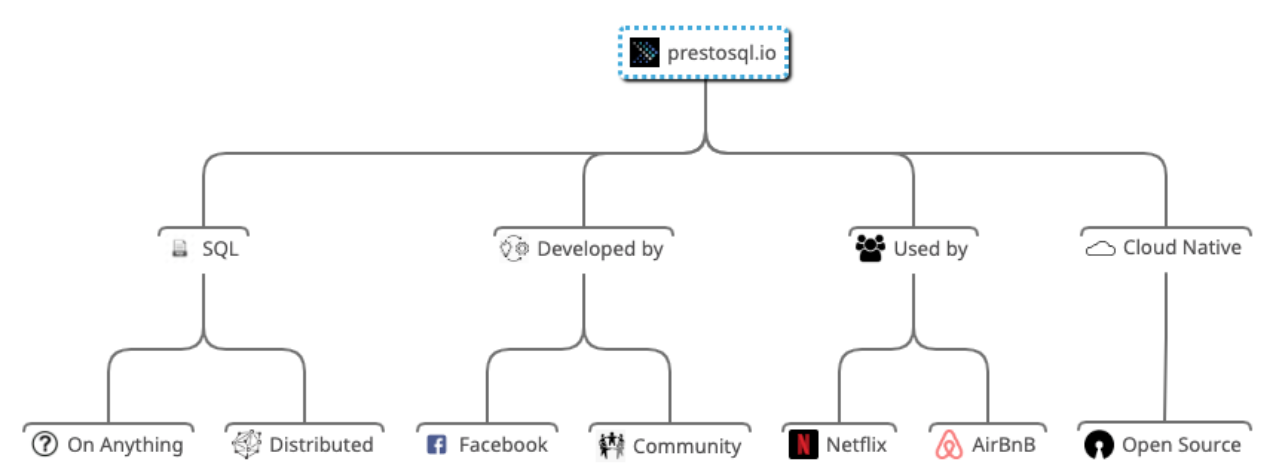 prestosql.io
SQL
Developed by
Used by
Cloud Native
On Anything
Distributed
Facebook
Community
Netflix
AirBnB
Open Source